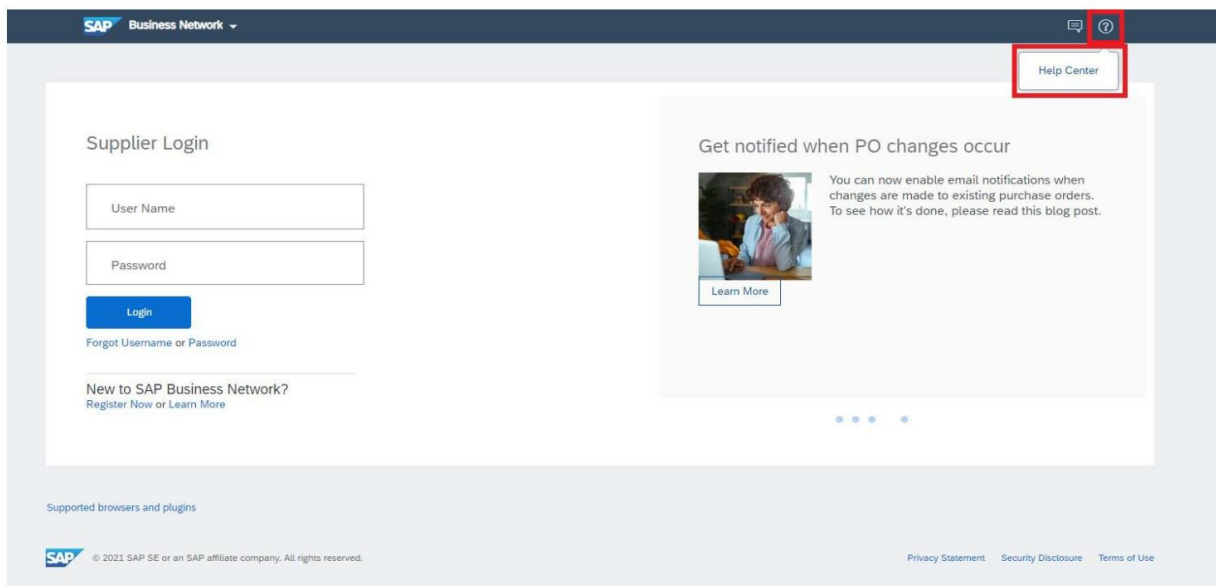 SAP Business Network
Help Center
Supplier Login
User Name
Password
Login
Forgot Username or Password
New to SAP Business Network?
Register Now or Learn More
Get notified when PO changes occur
You can now enable email notifications when
changes are made to existing purchase orders.
To see how it's done, please read this blog post.
Learn More
Supported browsers and plugins
SAP © 2021 SAP SE or an SAP affiliate company. All rights reserved.
Privacy Statement Security Disclosure Terms of Use